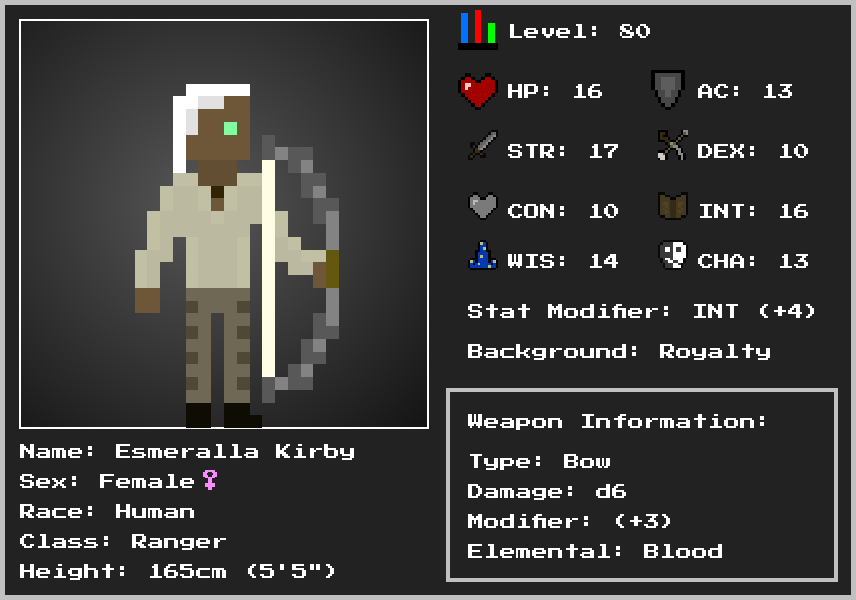 Level: 80
HP: 16 AC: 13
STR: 17 DEX: 10
CON: 10 INT: 16
WIS: 14 CHA: 13
Stat Modifier: INT (+4)
Background: Royalty
Weapon Information:
Type: Bow
Damage: d6
Modifier: (+3)
Elemental: Blood
Name: Esmeralla Kirby
Sex: Female♀
Race: Human
Class: Ranger
Height: 165cm (5'5")